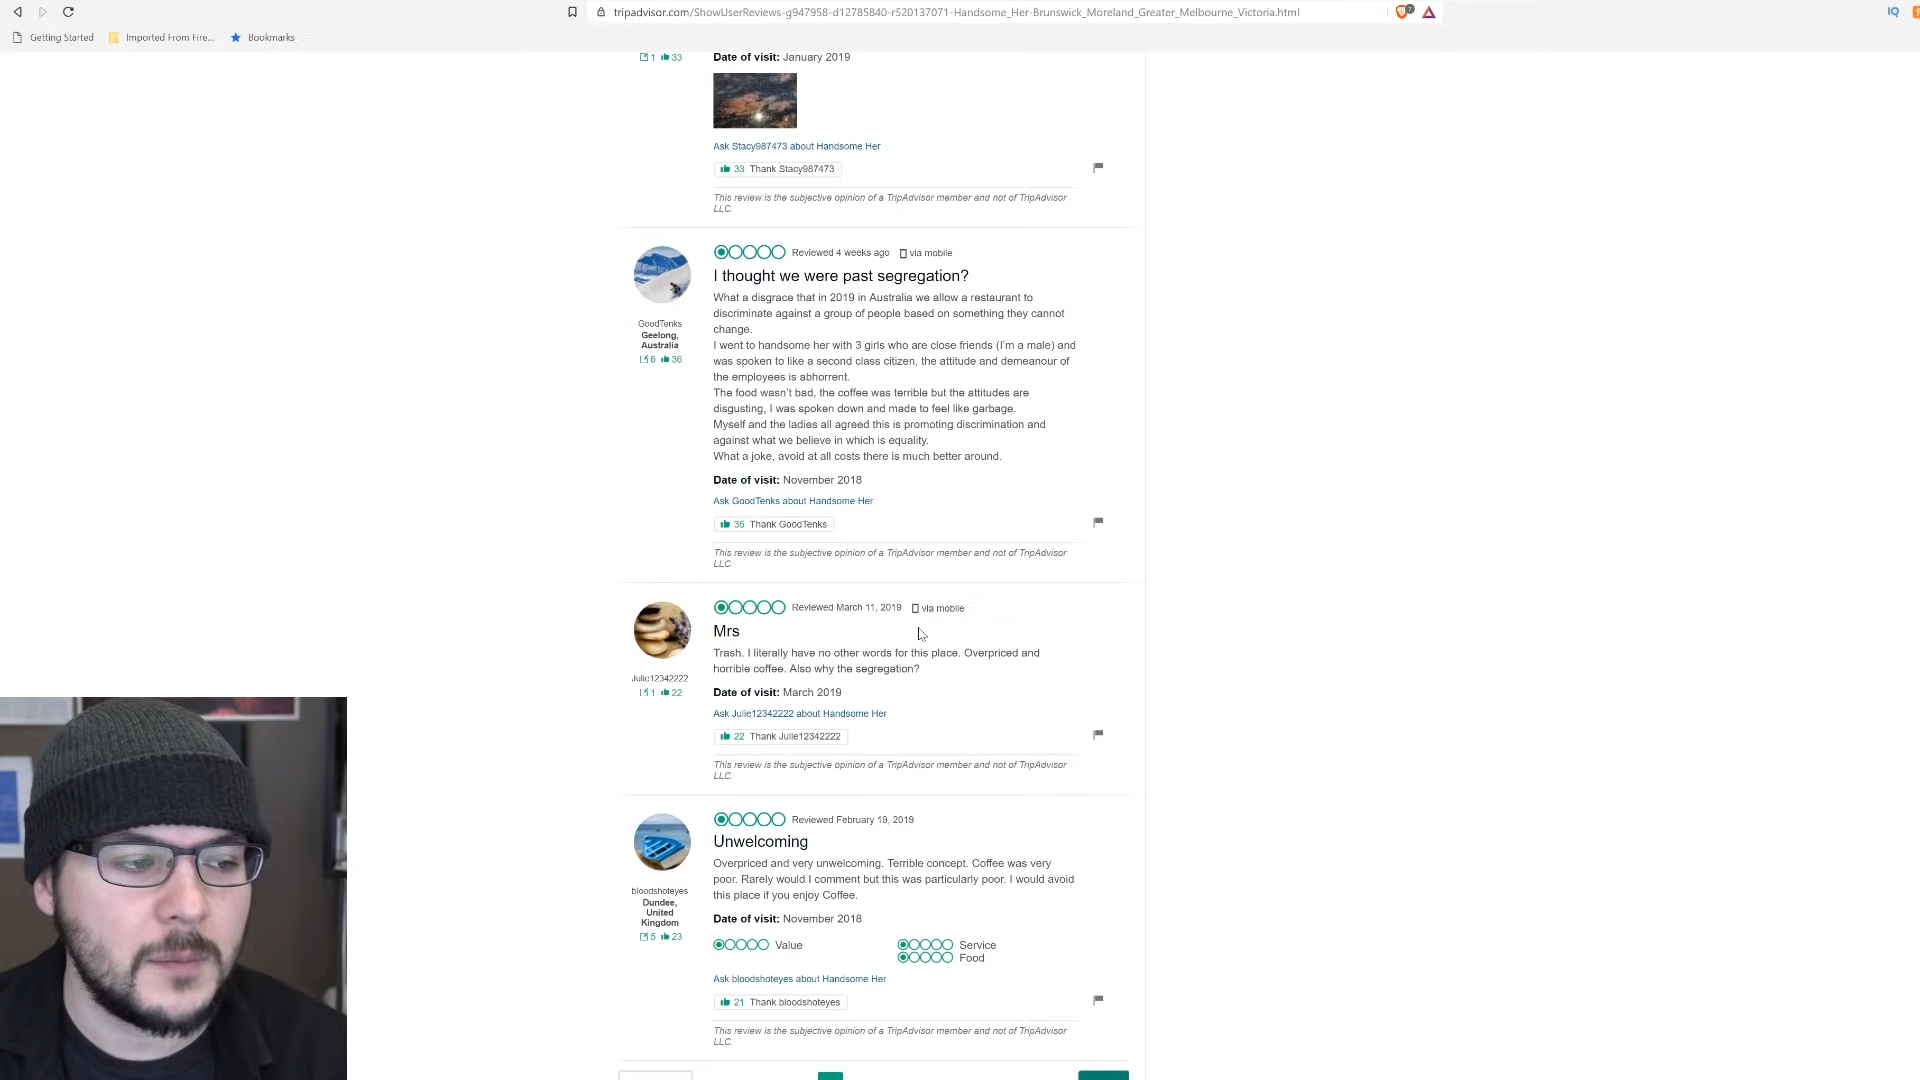 tripadvisor.com/ShowUserReviews-g947958-d12785840-r520137071-Handsome_Her-Brunswick_Moreland_Greater_Melbourne_Victoria.html
7
IQ
Getting Started
Imported From Fire...
Bookmarks
1 33
Date of visit: January 2019
Ask Stacy987473 about Handsome Her
33 Thank Stacy987473
This review is the subjective opinion of a TripAdvisor member and not of TripAdvisor
LLC.
Reviewed 4 weeks ago via mobile
I thought we were past segregation?
What a disgrace that in 2019 in Australia we allow a restaurant to
discriminate against a group of people based on something they cannot
change.
I went to handsome her with 3 girls who are close friends (I'm a male) and
was spoken to like a second class citizen, the attitude and demeanour of
the employees is abhorrent.
The food wasn't bad, the coffee was terrible but the attitudes are
disgusting, I was spoken down and made to feel like garbage.
Myself and the ladies all agreed this is promoting discrimination and
against what we believe in which is equality.
What a joke, avoid at all costs there is much better around.
GoodTenks
Geelong,
Australia
6 36
Date of visit: November 2018
Ask GoodTenks about Handsome Her
35 Thank GoodTenks
This review is the subjective opinion of a TripAdvisor member and not of TripAdvisor
LLC.
Reviewed March 11, 2019 via mobile
Mrs
Trash. I literally have no other words for this place. Overpriced and
horrible coffee. Also why the segregation?
Julie12342222
1 22
Date of visit: March 2019
Ask Julie12342222 about Handsome Her
22 Thank Julie12342222
This review is the subjective opinion of a TripAdvisor member and not of TripAdvisor
LLC.
Reviewed February 19, 2019
Unwelcoming
Overpriced and very unwelcoming. Terrible concept. Coffee was very
poor. Rarely would I comment but this was particularly poor. I would avoid
this place if you enjoy Coffee.
bloodshoteyes
Dundee,
United
Kingdom
5 23
Date of visit: November 2018
Value
Service
Food
Ask bloodshoteyes about Handsome Her
21 Thank bloodshoteyes
This review is the subjective opinion of a TripAdvisor member and not of TripAdvisor
LLC.